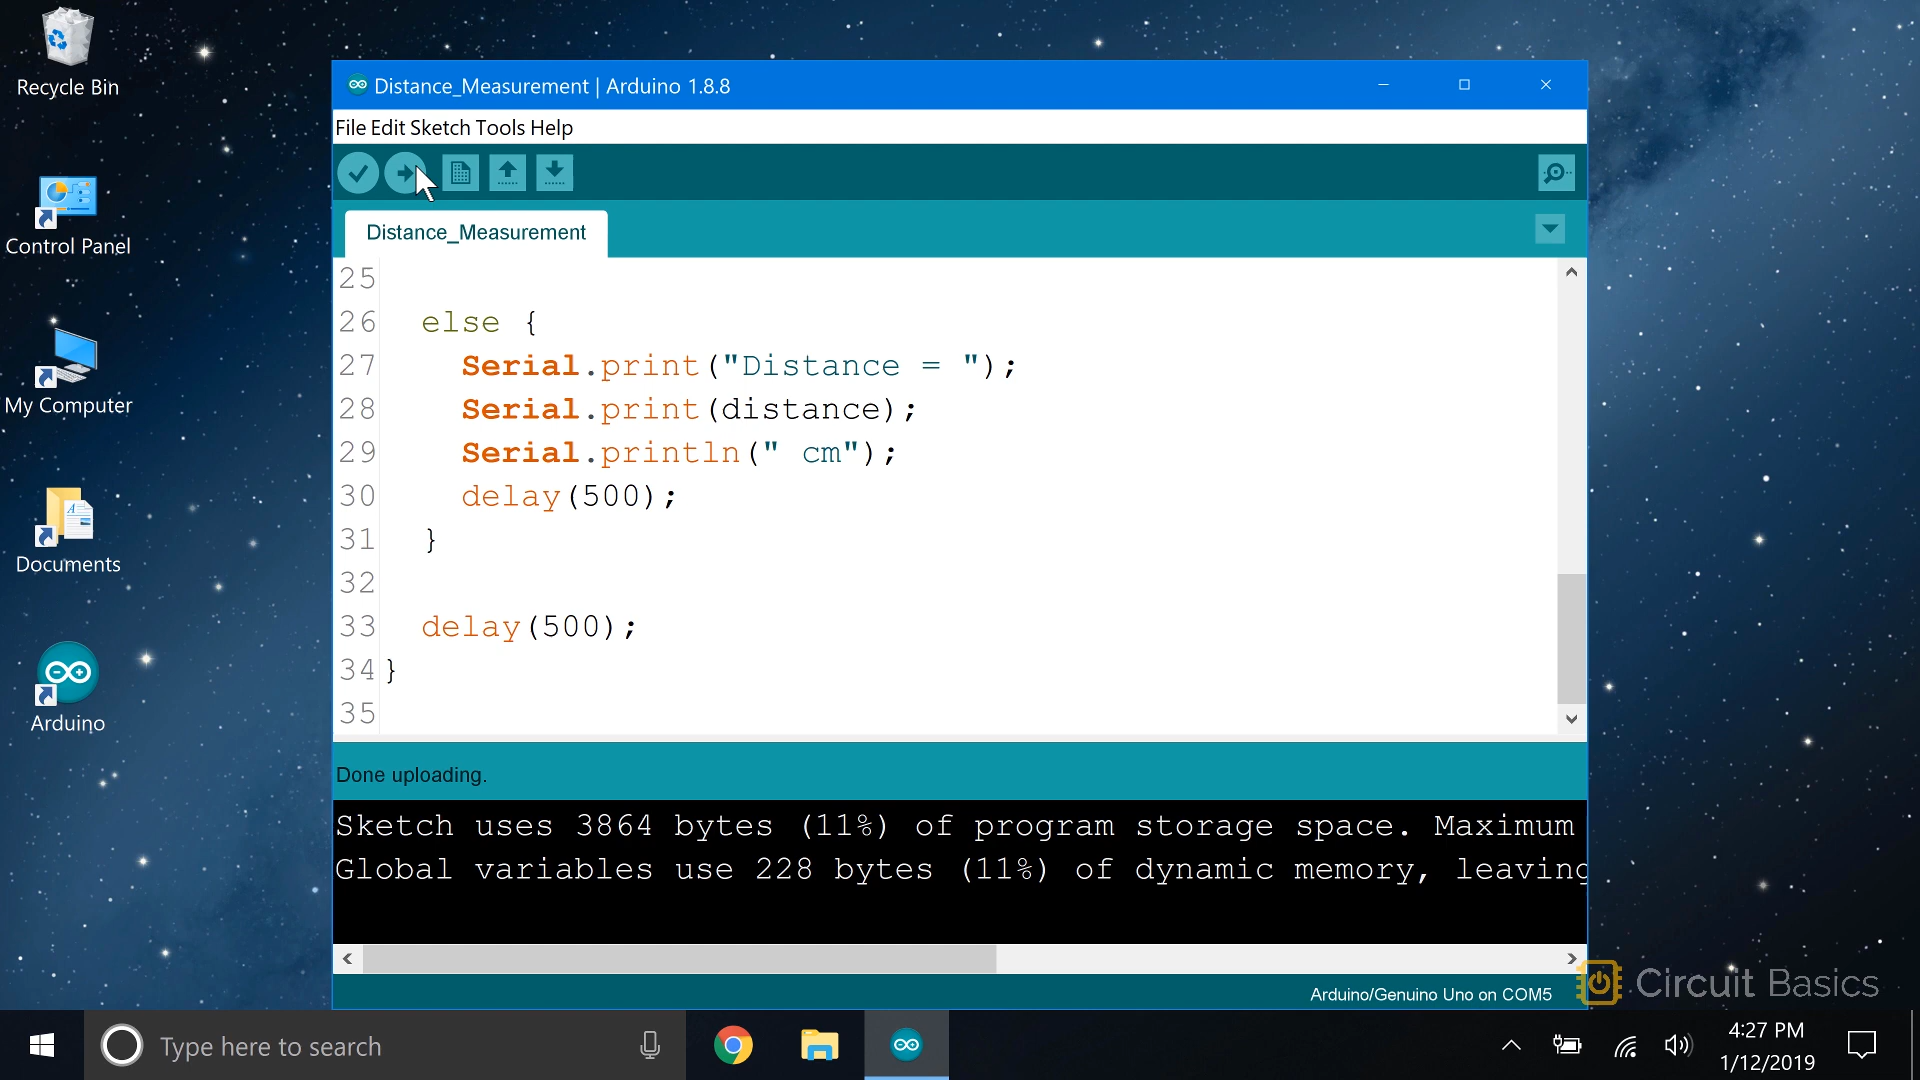 Recycle Bin
Control Panel
My Computer
Documents
Arduino
Distance_Measurement | Arduino 1.8.8
File Edit Sketch Tools Help
Distance_Measurement
25
26 else {
27 Serial.print("Distance = ");
28 Serial.print(distance);
29 Serial.println(" cm");
30 delay(500);
31 }
32
33 delay(500);
34 }
35
Done uploading.
Sketch uses 3864 bytes (11%) of program storage space. Maximum
Global variables use 228 bytes (11%) of dynamic memory, leaving
Arduino/Genuino Uno on COM5
Circuit Basics
Type here to search
4:27 PM
1/12/2019